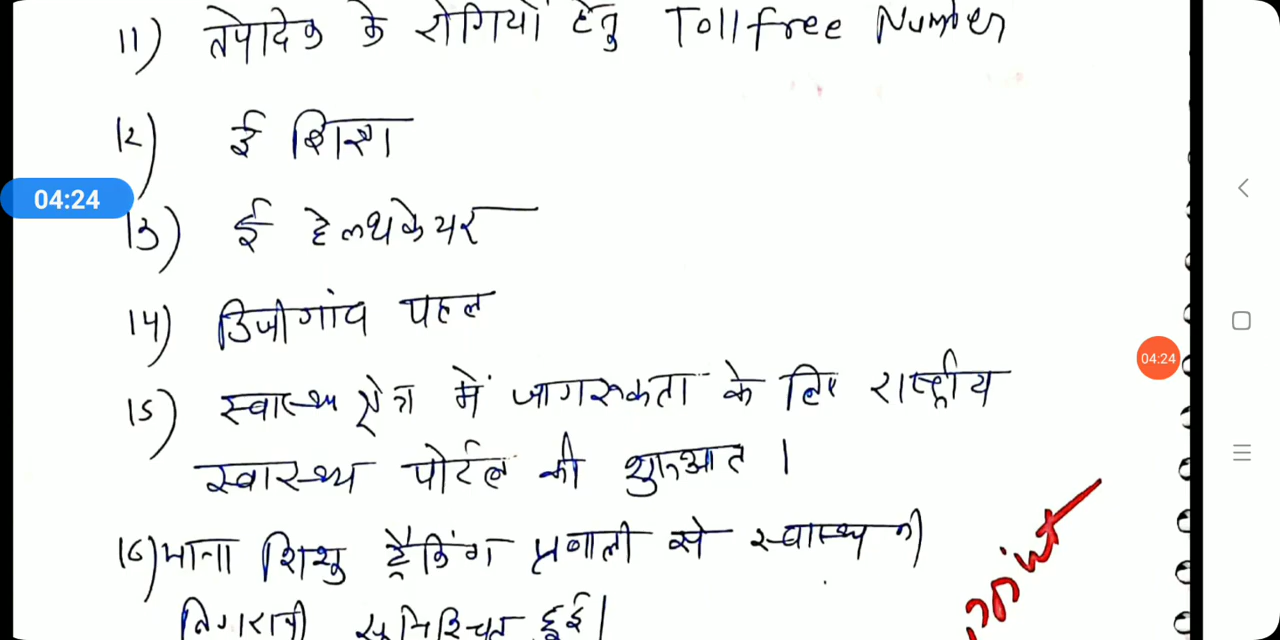 11) तपेदिक के रोगियों हेतु Tollfree Number
12) ई शिक्षा
04:24
13) ई हेल्थकेयर
14) डिजीगांव पहल
04:24
15) स्वास्थ्य क्षेत्र में जागरुकता के लिए राष्ट्रीय
स्वास्थ्य पोर्टल की शुरुआत ।
16) माता शिशु ट्रैकिंग प्रणाली से स्वास्थ्य की
निगरानी सुनिश्चित हुई।
point